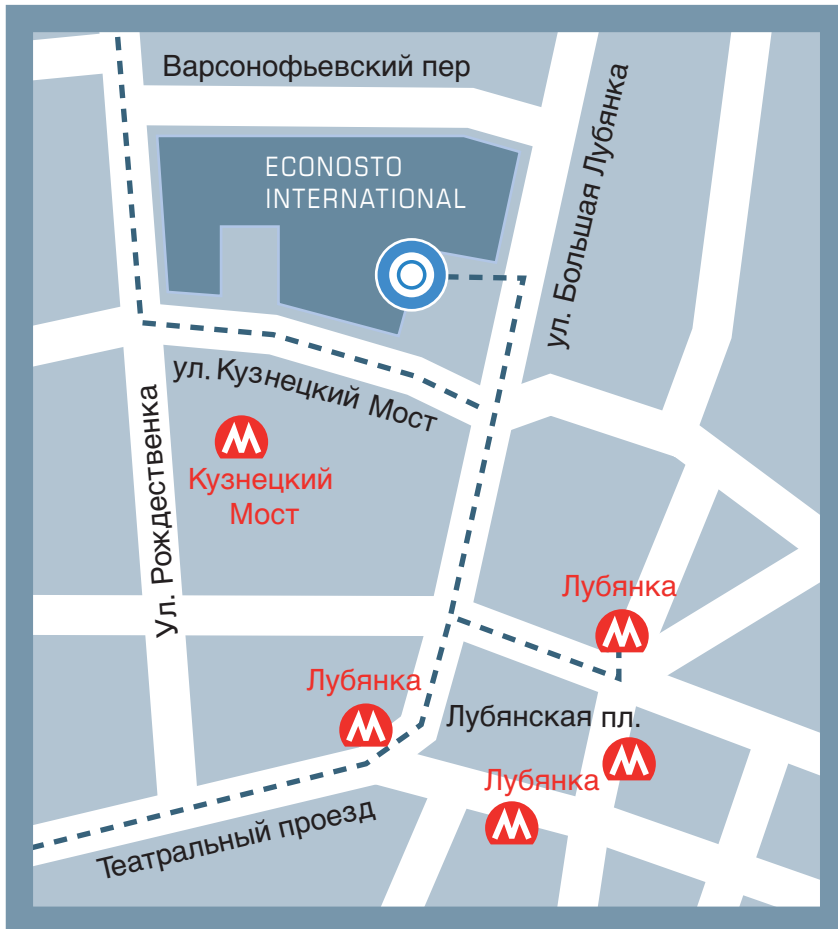 Варсонофьевский пер
ECONOSTO
INTERNATIONAL
ул. Большая Лубянка
ул. Кузнецкий Мост
Ул. Рождественка
Кузнецкий
Мост
Лубянка
Лубянка
Лубянская пл.
Лубянка
Театральный проезд